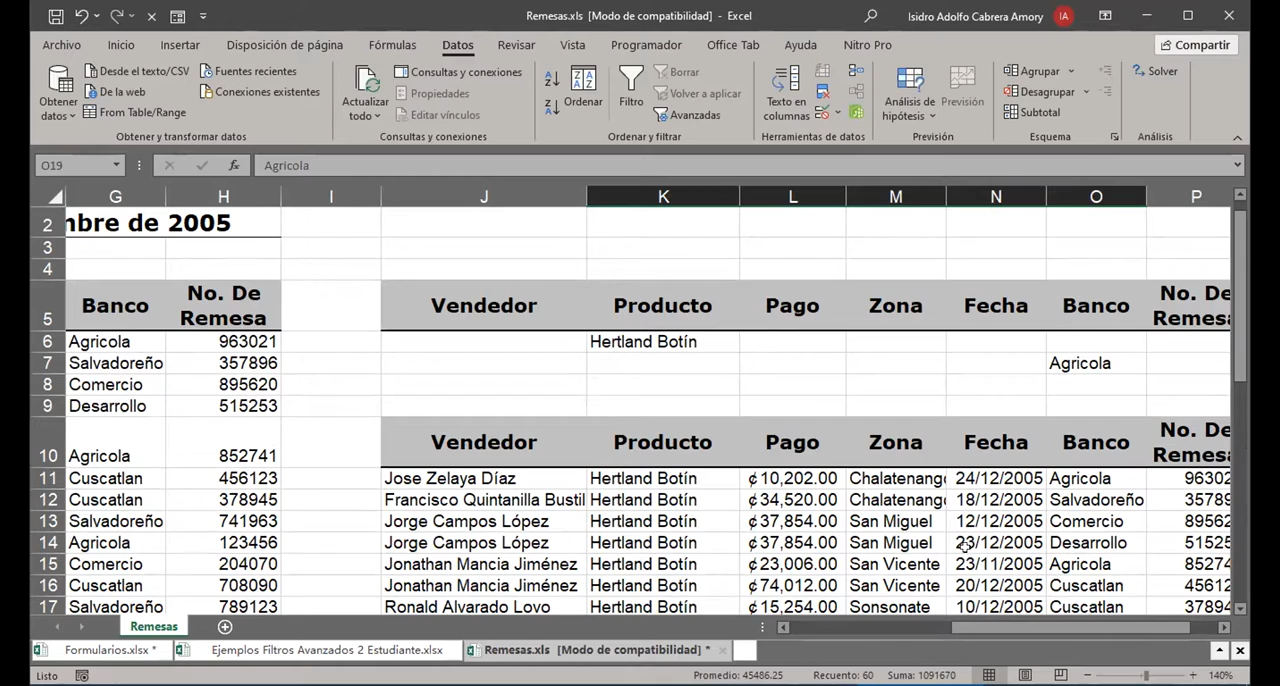 Remesas.xls [Modo de compatibilidad] - Excel
Isidro Adolfo Cabrera Amory IA
Archivo Inicio Insertar Disposición de página Fórmulas Datos Revisar Vista Programador Office Tab Ayuda Nitro Pro Compartir
Obtener datos Desde el texto/CSV Fuentes recientes
De la web Conexiones existentes
From Table/Range
Actualizar todo Consultas y conexiones
Propiedades
Editar vínculos
Ordenar Filtro Borrar
Volver a aplicar
Avanzadas
Texto en columnas
Análisis de hipótesis Previsión
Agrupar
Desagrupar
Subtotal
Solver
Obtener y transformar datos Consultas y conexiones Ordenar y filtrar Herramientas de datos Previsión Esquema Análisis
O19 fx Agricola
G H I J K L M N O P
2 mbre de 2005
3
4
5 Banco No. De Remesa Vendedor Producto Pago Zona Fecha Banco No. De Remesa
6 Agricola 963021 Hertland Botín
7 Salvadoreño 357896 Agricola
8 Comercio 895620
9 Desarrollo 515253
10 Agricola 852741 Vendedor Producto Pago Zona Fecha Banco No. De Remesa
11 Cuscatlan 456123 Jose Zelaya Díaz Hertland Botín ¢10,202.00 Chalatenango 24/12/2005 Agricola 96302
12 Cuscatlan 378945 Francisco Quintanilla Bustil Hertland Botín ¢34,520.00 Chalatenango 18/12/2005 Salvadoreño 35789
13 Salvadoreño 741963 Jorge Campos López Hertland Botín ¢37,854.00 San Miguel 12/12/2005 Comercio 89562
14 Agricola 123456 Jorge Campos López Hertland Botín ¢37,854.00 San Miguel 23/12/2005 Desarrollo 51525
15 Comercio 204070 Jonathan Mancia Jiménez Hertland Botín ¢23,006.00 San Vicente 23/11/2005 Agricola 85274
16 Cuscatlan 708090 Jonathan Mancia Jiménez Hertland Botín ¢74,012.00 San Vicente 20/12/2005 Cuscatlan 45612
17 Salvadoreño 789123 Ronald Alvarado Lovo Hertland Botín ¢15,254.00 Sonsonate 10/12/2005 Cuscatlan 37894
Remesas
Formularios.xlsx * Ejemplos Filtros Avanzados 2 Estudiante.xlsx Remesas.xls [Modo de compatibilidad] *
Listo Promedio: 45486.25 Recuento: 60 Suma: 1091670 140%